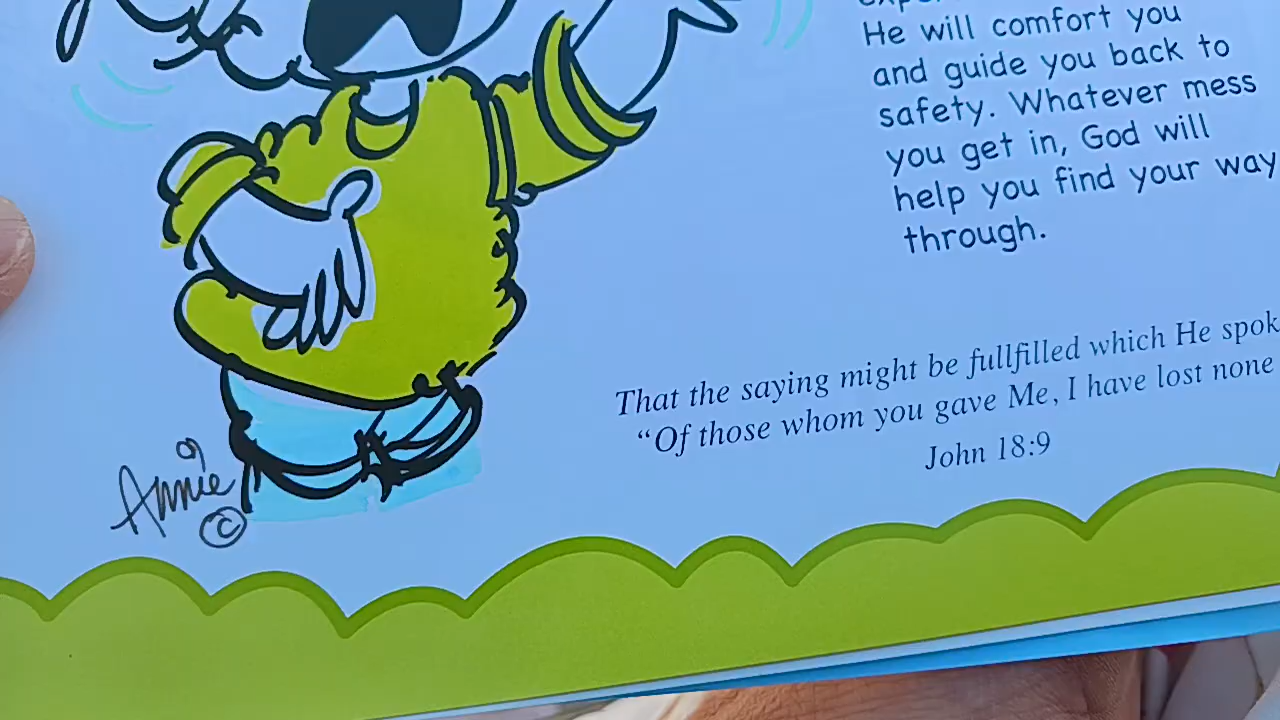 He will comfort you
and guide you back to
safety. Whatever mess
you get in, God will
help you find your way
through.
That the saying might be fullfilled which He spok
“Of those whom you gave Me, I have lost none
John 18:9
Annie
©